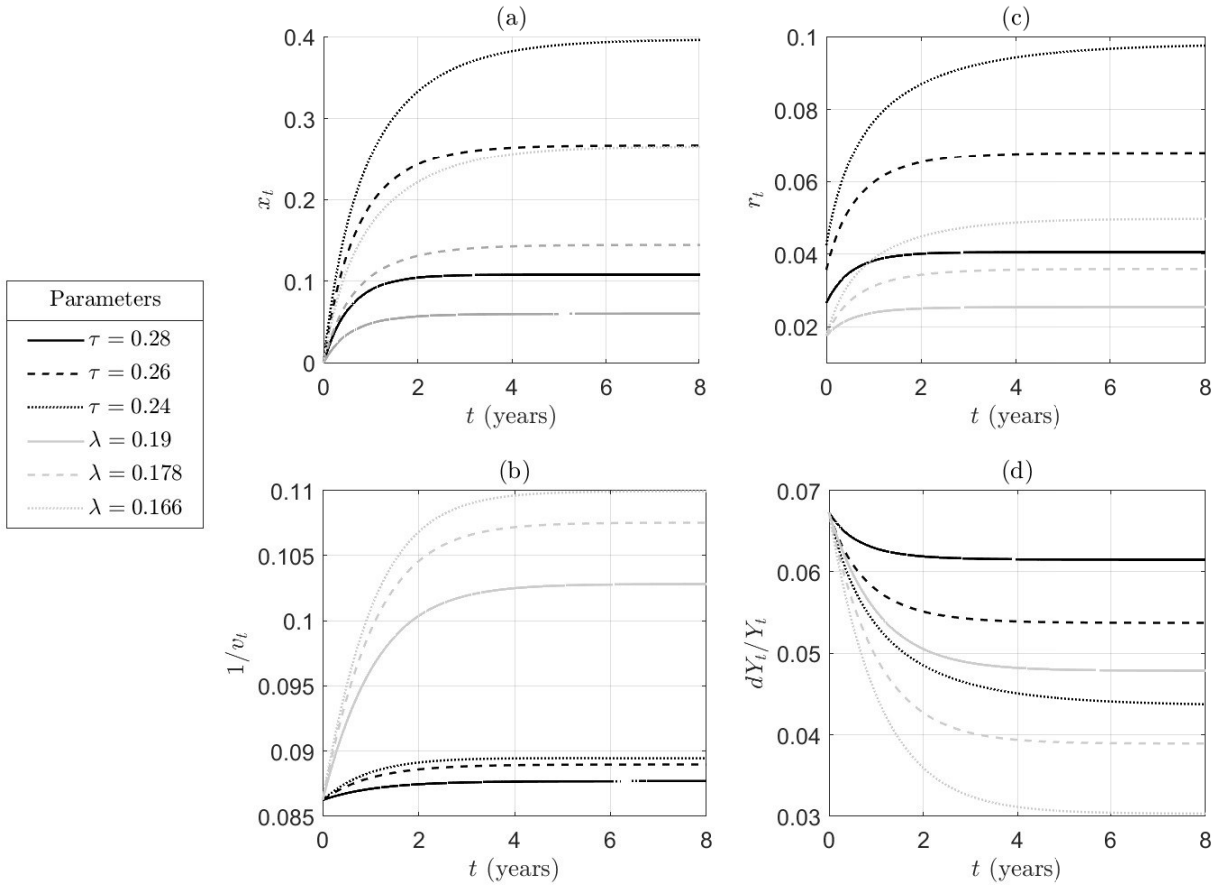 Parameters
τ = 0.28
τ = 0.26
τ = 0.24
λ = 0.19
λ = 0.178
λ = 0.166
(a)
0.4
0.3
0.2
0.1
0
x_t
0 2 4 6 8
t (years)
(c)
0.1
0.08
0.06
0.04
0.02
r_t
0 2 4 6 8
t (years)
(b)
0.11
0.105
0.1
0.095
0.09
0.085
1/v_t
0 2 4 6 8
t (years)
(d)
0.07
0.06
0.05
0.04
0.03
dY_t/Y_t
0 2 4 6 8
t (years)